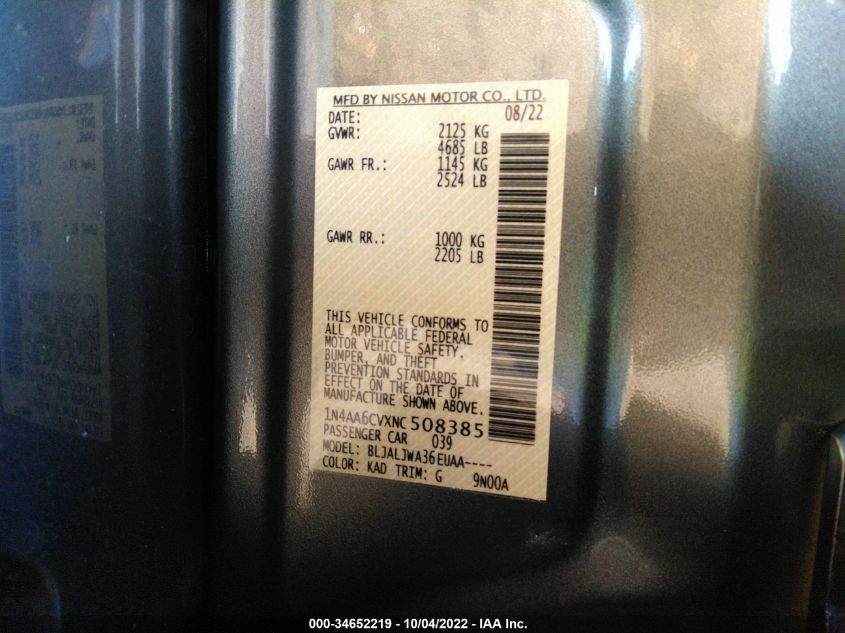 MFD BY NISSAN MOTOR CO., LTD.
DATE: 08/22
GVWR: 2125 KG
4685 LB
GAWR FR.: 1145 KG
2524 LB
GAWR RR.: 1000 KG
2205 LB
THIS VEHICLE CONFORMS TO
ALL APPLICABLE FEDERAL
MOTOR VEHICLE SAFETY,
BUMPER, AND THEFT
PREVENTION STANDARDS IN
EFFECT ON THE DATE OF
MANUFACTURE SHOWN ABOVE.
1N4AA6CVXNC508385
PASSENGER CAR 039
MODEL: BLJALJWA36EUAA----
COLOR: KAD TRIM: G 9N00A
000-34652219 - 10/04/2022 - IAA Inc.